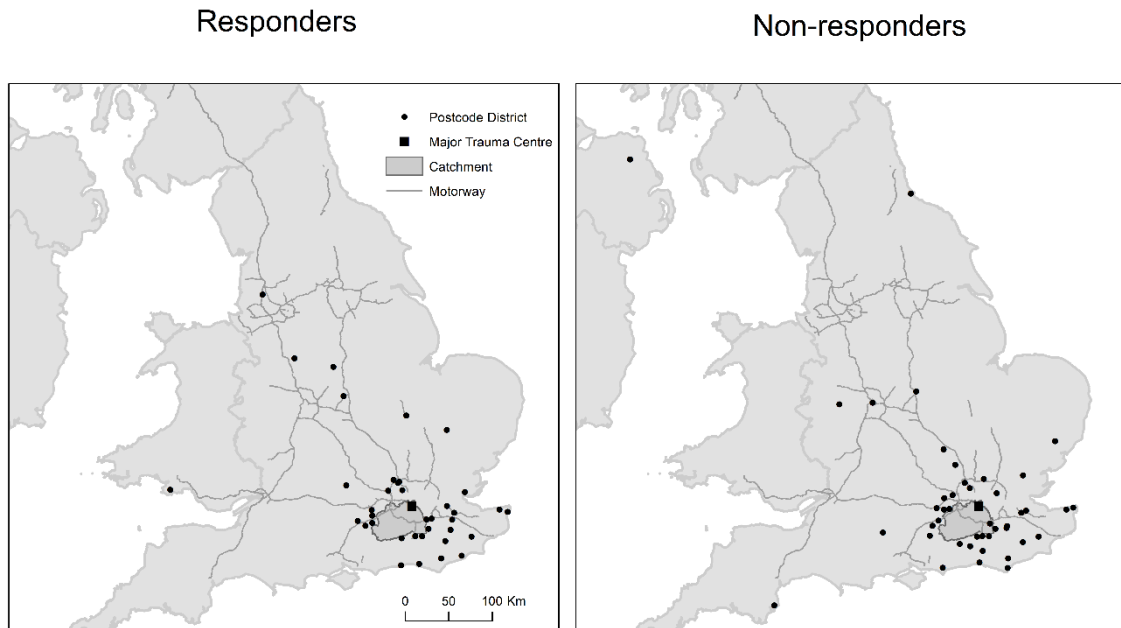 Responders
Non-responders
Postcode District
Major Trauma Centre
Catchment
Motorway
0 50 100 Km